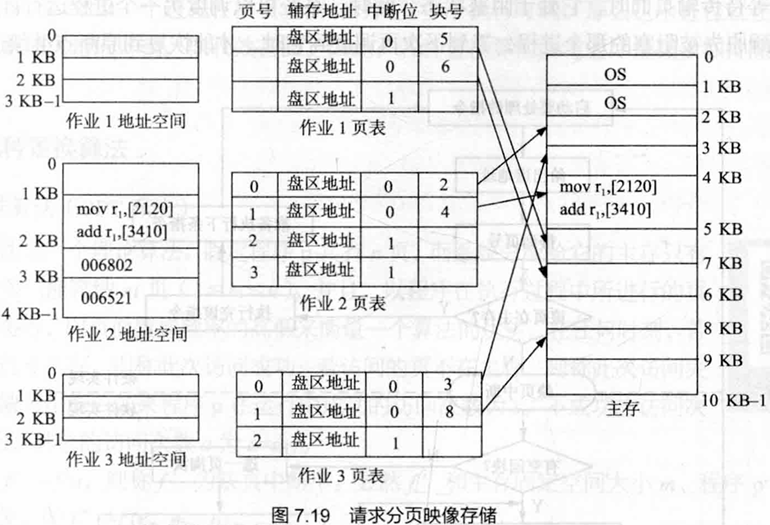 页号 辅存地址 中断位 块号
0
1 KB
2 KB
3 KB-1
作业 1 地址空间
0 盘区地址 0 5
1 盘区地址 0 6
2 盘区地址 1
作业 1 页表
0
1 KB
mov r1,[2120]
add r1,[3410]
2 KB
006802
3 KB
006521
4 KB-1
作业 2 地址空间
0 盘区地址 0 2
1 盘区地址 0 4
盘区地址 1
3 盘区地址 1
作业 2 页表
0
1 KB
2 KB
3 KB-1
作业 3 地址空间
0 盘区地址 0 3
1 盘区地址 0 8
2 盘区地址 1
作业 3 页表
0
OS
1 KB
OS
2 KB
3 KB
4 KB
mov r1,[2120]
add r1,[3410]
5 KB
7 KB
6 KB
8 KB
9 KB
10 KB-1
主存
图 7.19 请求分页映像存储